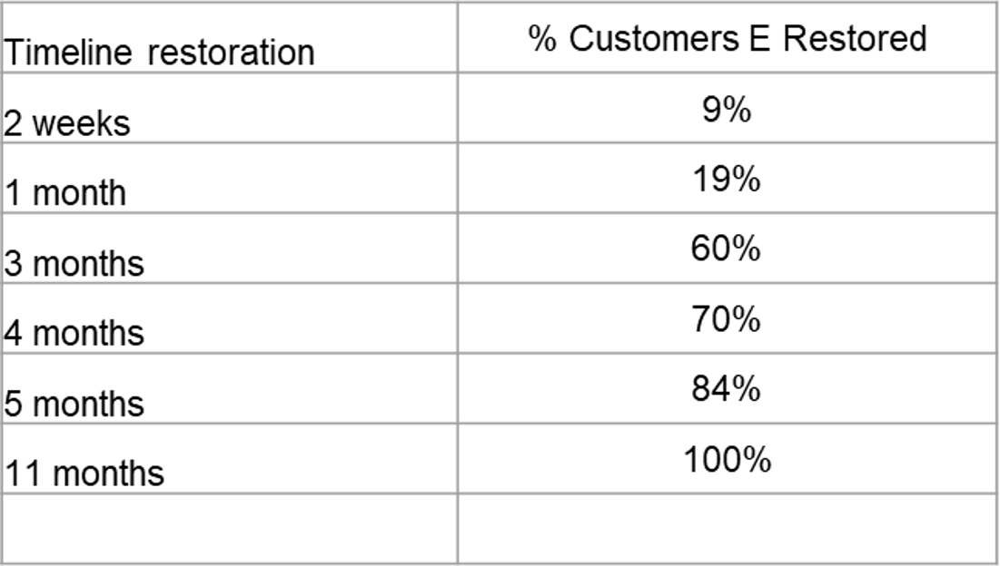 Timeline restoration % Customers E Restored
2 weeks 9%
1 month 19%
3 months 60%
4 months 70%
5 months 84%
11 months 100%